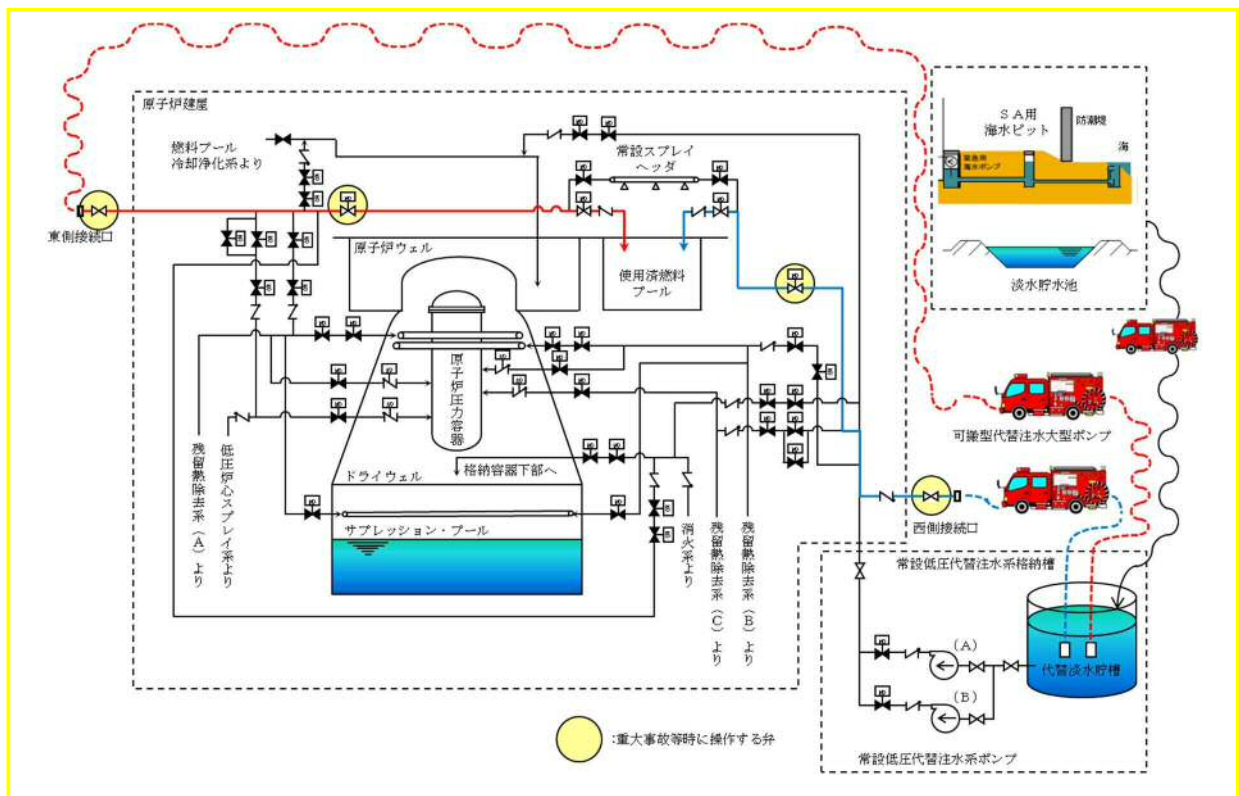 原子炉建屋
燃料プール
冷却浄化系より
常設スプレイ
ヘッダ
ＳＡ用
海水ピット
防潮堤
海
緊急用
海水ポンプ
淡水貯水池
東側接続口
原子炉ウェル
使用済燃料
プール
原子炉圧力容器
可搬型代替注水大型ポンプ
格納容器下部へ
ドライウェル
サプレッション・プール
残留熱除去系（Ａ）より
低圧炉心スプレイ系より
消火系より
残留熱除去系（Ｃ）より
残留熱除去系（Ｂ）より
西側接続口
常設低圧代替注水系格納槽
（Ａ）
（Ｂ）
代替淡水貯槽
常設低圧代替注水系ポンプ
:重大事故等時に操作する弁